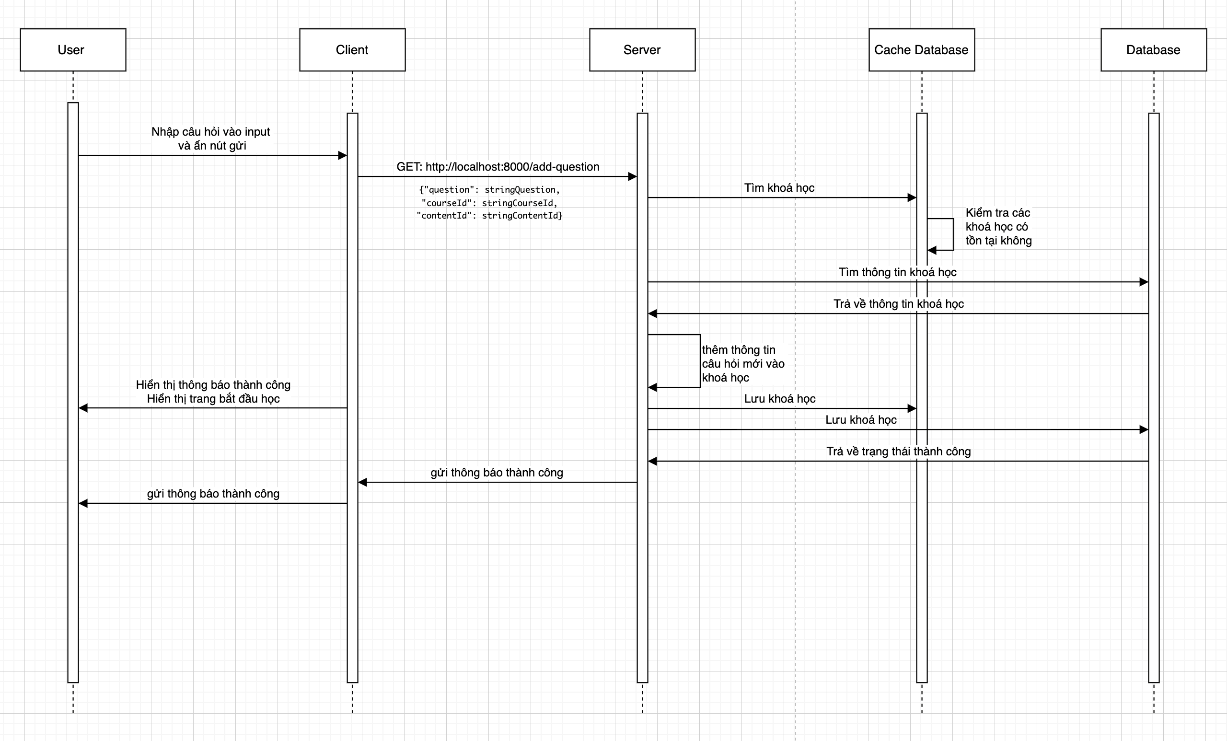 User
Client
Server
Cache Database
Database
Nhập câu hỏi vào input
và ấn nút gửi
GET: http://localhost:8000/add-question
{"question": stringQuestion,
"courseId": stringCourseId,
"contentId": stringContentId}
Tìm khoá học
Kiểm tra các
khoá học có
tồn tại không
Tìm thông tin khoá học
Trả về thông tin khoá học
thêm thông tin
câu hỏi mới vào
khoá học
Hiển thị thông báo thành công
Hiển thị trang bắt đầu học
Lưu khoá học
Lưu khoá học
Trả về trạng thái thành công
gửi thông báo thành công
gửi thông báo thành công